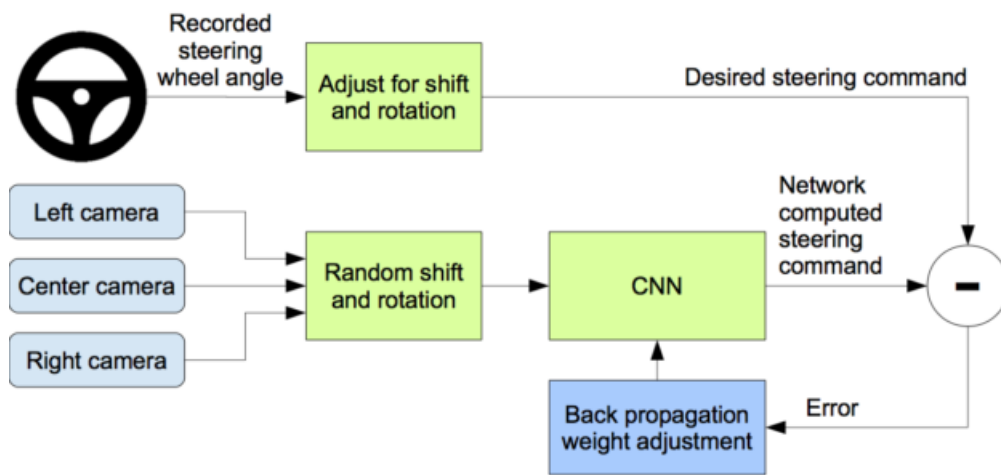 Recorded
steering
wheel angle
Adjust for shift
and rotation
Desired steering command
Left camera
Center camera
Right camera
Random shift
and rotation
CNN
Network
computed
steering
command
-
Back propagation
weight adjustment
Error